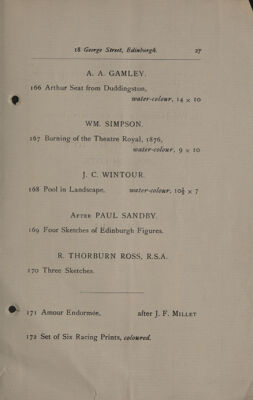 18 George Street, Edinburgh. 27
A. A. GAMLEY.
166 Arthur Seat from Duddingston,
water-colour, 14 × 10
WM. SIMPSON.
167 Burning of the Theatre Royal, 1876,
water-colour, 9 × 10
J. C. WINTOUR.
168 Pool in Landscape, water-colour, 10½ × 7
AFTER PAUL SANDBY.
169 Four Sketches of Edinburgh Figures.
R. THORBURN ROSS, R.S.A.
170 Three Sketches.
171 Amour Endormée, after J. F. MILLET
172 Set of Six Racing Prints, coloured.